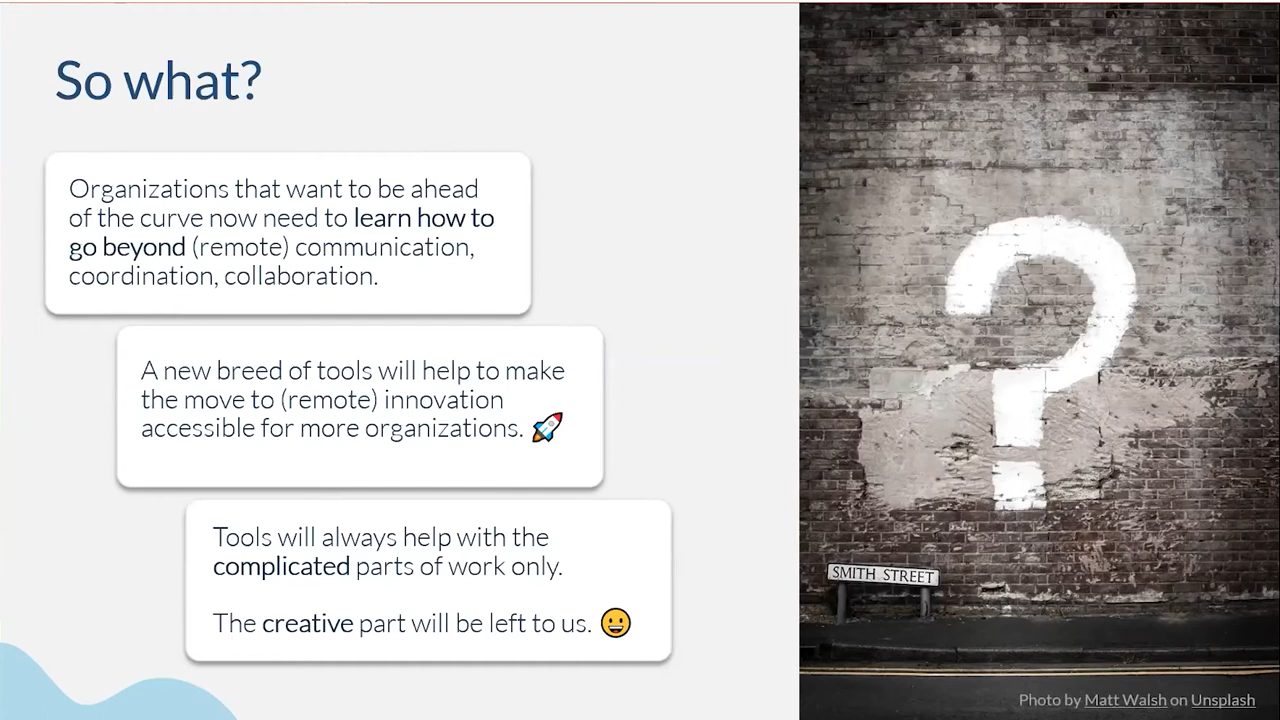 So what?
Organizations that want to be ahead
of the curve now need to learn how to
go beyond (remote) communication,
coordination, collaboration.
A new breed of tools will help to make
the move to (remote) innovation
accessible for more organizations. 🚀
Tools will always help with the
complicated parts of work only.
The creative part will be left to us. 😀
?
SMITH STREET
Photo by Matt Walsh on Unsplash